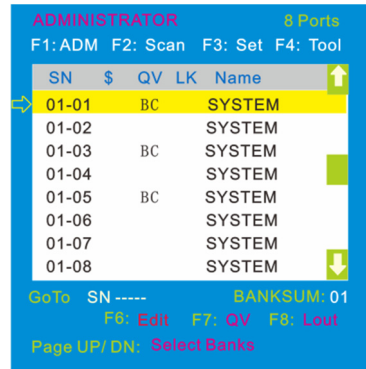 ADMINISTRATOR 8 Ports
F1: ADM F2: Scan F3: Set F4: Tool
SN $ QV LK Name
01-01 BC SYSTEM
01-02 SYSTEM
01-03 BC SYSTEM
01-04 SYSTEM
01-05 BC SYSTEM
01-06 SYSTEM
01-07 SYSTEM
01-08 SYSTEM
GoTo SN ----- BANKSUM: 01
F6: Edit F7: QV F8: Lout
Page UP/ DN: Select Banks